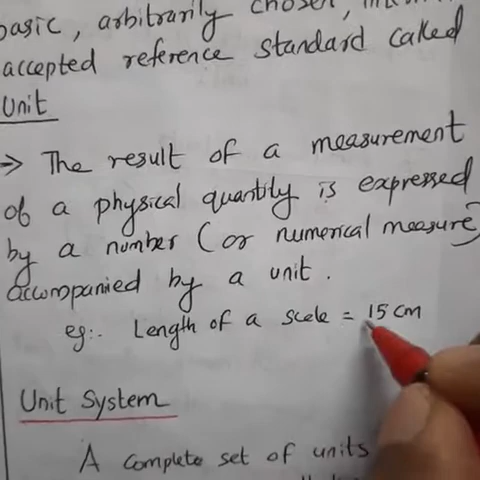 basic, arbitrarily chosen,
accepted reference standard called
Unit
→ The result of a measurement
of a physical quantity is expressed
by a number (or numerical measure)
accompanied by a unit.
eg:. Length of a scele = 15 cm
Unit System
A complete set of units